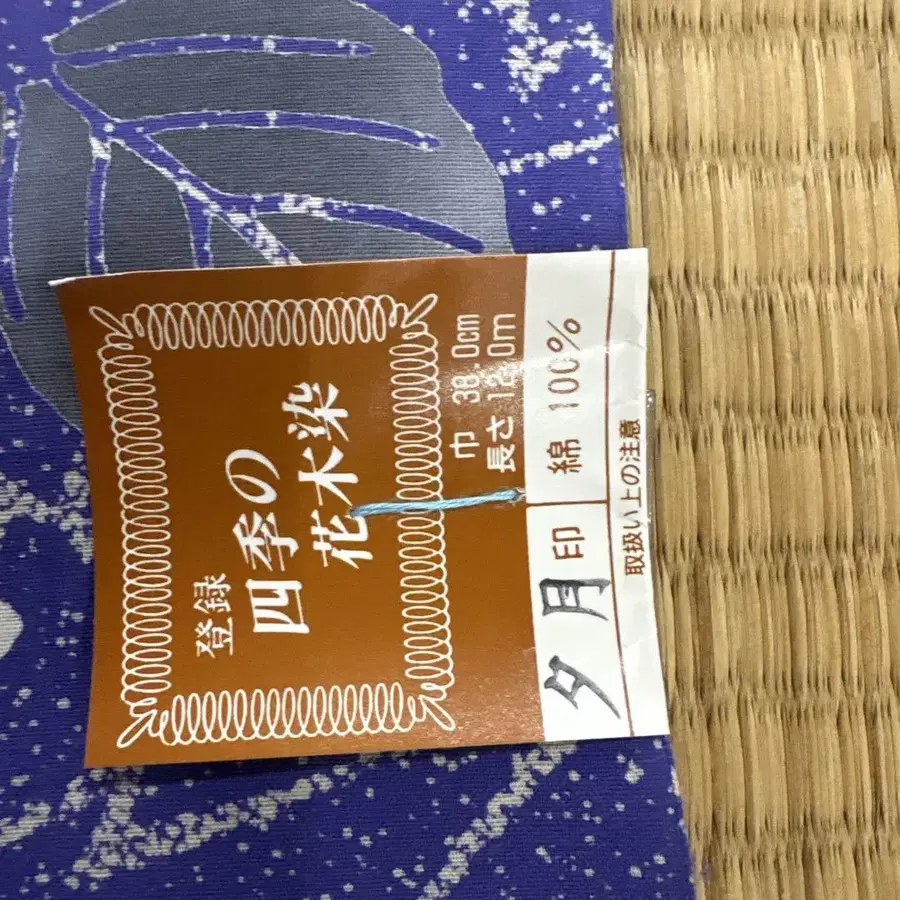 登録
四季の
花木染
巾 38.0cm
長さ 12.0m
夕月印 綿 100%
取扱い上の注意